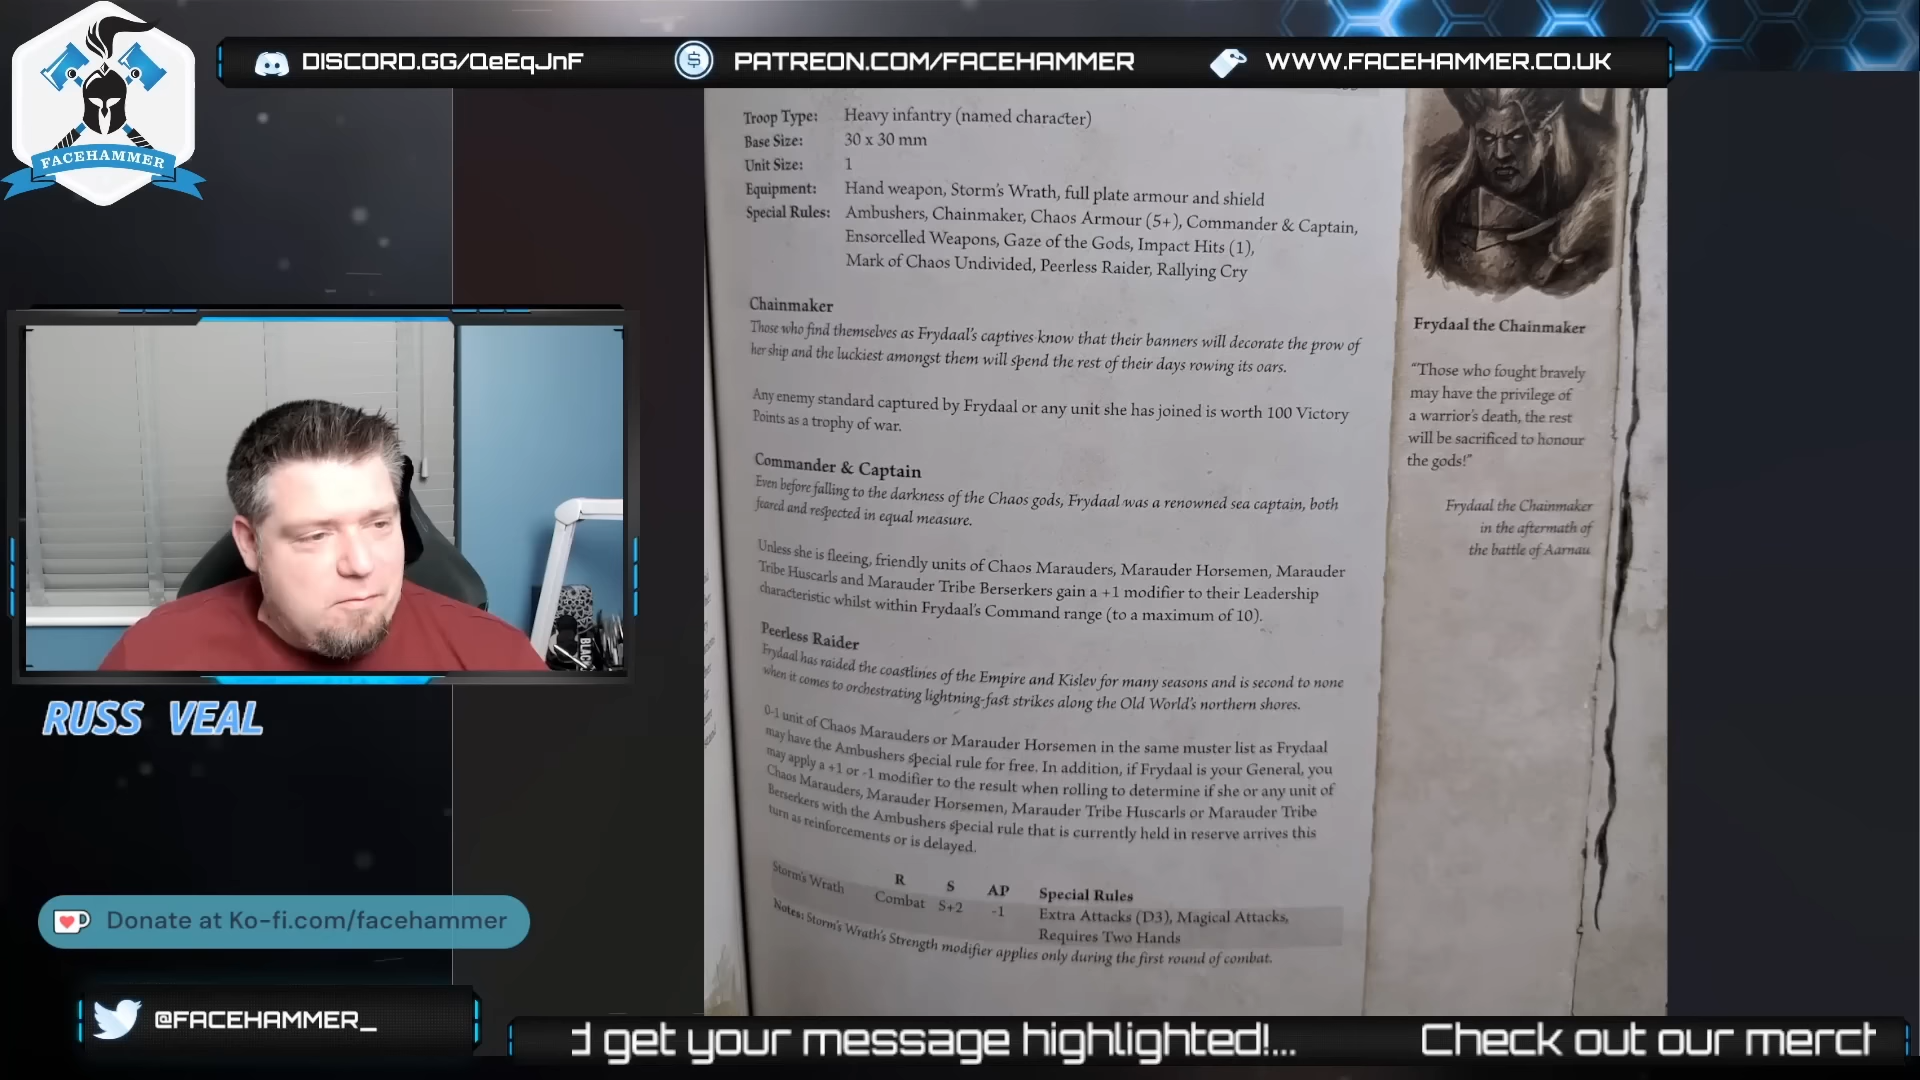 DISCORD.GG/QeEqJnF
PATREON.COM/FACEHAMMER
WWW.FACEHAMMER.CO.UK
FACEHAMMER
Troop Type: Heavy infantry (named character)
Base Size: 30 x 30 mm
Unit Size: 1
Equipment: Hand weapon, Storm's Wrath, full plate armour and shield
Special Rules: Ambushers, Chainmaker, Chaos Armour (5+), Commander & Captain,
Ensorcelled Weapons, Gaze of the Gods, Impact Hits (1),
Mark of Chaos Undivided, Peerless Raider, Rallying Cry
Chainmaker
Those who find themselves as Frydaal's captives know that their banners will decorate the prow of
her ship and the luckiest amongst them will spend the rest of their days rowing its oars.
Any enemy standard captured by Frydaal or any unit she has joined is worth 100 Victory
Points as a trophy of war.
Commander & Captain
Even before falling to the darkness of the Chaos gods, Frydaal was a renowned sea captain, both
feared and respected in equal measure.
Unless she is fleeing, friendly units of Chaos Marauders, Marauder Horsemen, Marauder
Tribe Huscarls and Marauder Tribe Berserkers gain a +1 modifier to their Leadership
characteristic whilst within Frydaal's Command range (to a maximum of 10).
Peerless Raider
Frydaal has raided the coastlines of the Empire and Kislev for many seasons and is second to none
when it comes to orchestrating lightning-fast strikes along the Old World's northern shores.
0-1 unit of Chaos Marauders or Marauder Horsemen in the same muster list as Frydaal
may have the Ambushers special rule for free. In addition, if Frydaal is your General, you
may apply a +1 or -1 modifier to the result when rolling to determine if she or any unit of
Chaos Marauders, Marauder Horsemen, Marauder Tribe Huscarls or Marauder Tribe
Berserkers with the Ambushers special rule that is currently held in reserve arrives this
turn as reinforcements or is delayed.
R S AP Special Rules
Storm's Wrath Combat S+2 -1 Extra Attacks (D3), Magical Attacks,
Requires Two Hands
Notes: Storm's Wrath's Strength modifier applies only during the first round of combat.
Frydaal the Chainmaker
"Those who fought bravely
may have the privilege of
a warrior's death, the rest
will be sacrificed to honour
the gods!"
Frydaal the Chainmaker
in the aftermath of
the battle of Aarnau
RUSS VEAL
Donate at Ko-fi.com/facehammer
@FACEHAMMER_
d get your message highlighted!... Check out our merch